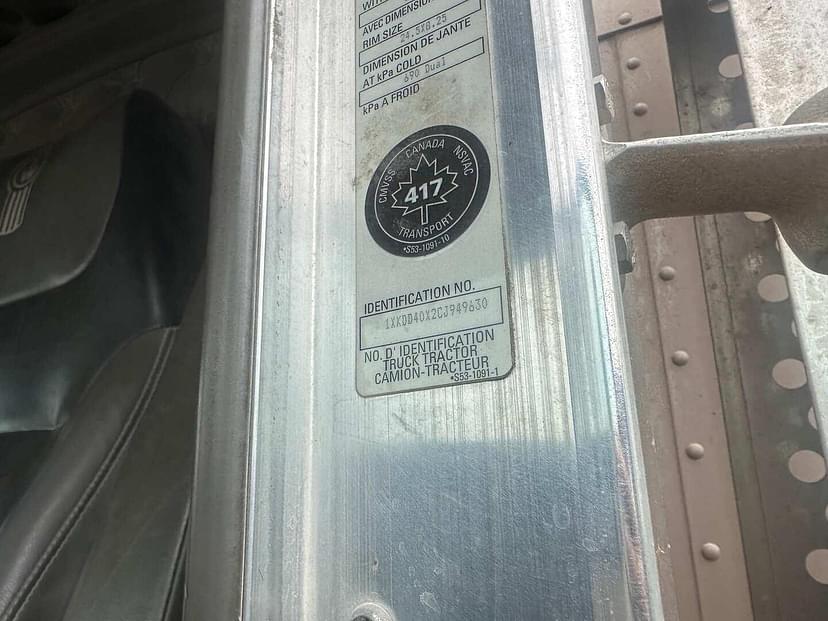 AVEC DIMENSION
RIM SIZE
24.5X8.25
DIMENSION DE JANTE
AT kPa COLD
690 Dual
kPa A FROID
CMVSS CANADA NSVAC
417
TRANSPORT
•S53-1091-10
IDENTIFICATION NO.
1XKDD40X2CJ949630
NO. D' IDENTIFICATION
TRUCK TRACTOR
CAMION-TRACTEUR
•S53-1091-1